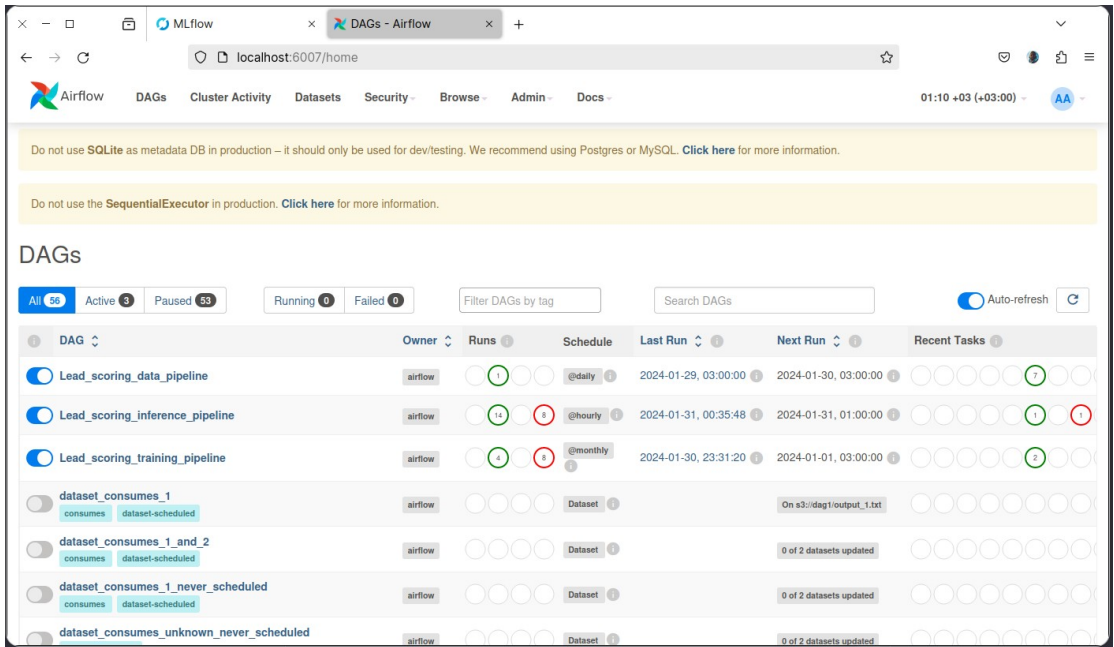 MLflow × DAGs - Airflow × +
localhost:6007/home
Airflow DAGs Cluster Activity Datasets Security Browse Admin Docs 01:10 +03 (+03:00) AA
Do not use SQLite as metadata DB in production – it should only be used for dev/testing. We recommend using Postgres or MySQL. Click here for more information.
Do not use the SequentialExecutor in production. Click here for more information.
DAGs
All 56 Active 3 Paused 53 Running 0 Failed 0 Filter DAGs by tag Search DAGs Auto-refresh
DAG Owner Runs Schedule Last Run Next Run Recent Tasks
Lead_scoring_data_pipeline airflow 1 @daily 2024-01-29, 03:00:00 2024-01-30, 03:00:00 7
Lead_scoring_inference_pipeline airflow 14 8 @hourly 2024-01-31, 00:35:48 2024-01-31, 01:00:00 1 1
Lead_scoring_training_pipeline airflow 4 8 @monthly 2024-01-30, 23:31:20 2024-01-01, 03:00:00 2
dataset_consumes_1 airflow Dataset On s3://dag1/output_1.txt
consumes dataset-scheduled
dataset_consumes_1_and_2 airflow Dataset 0 of 2 datasets updated
consumes dataset-scheduled
dataset_consumes_1_never_scheduled airflow Dataset 0 of 2 datasets updated
consumes dataset-scheduled
dataset_consumes_unknown_never_scheduled airflow Dataset 0 of 2 datasets updated